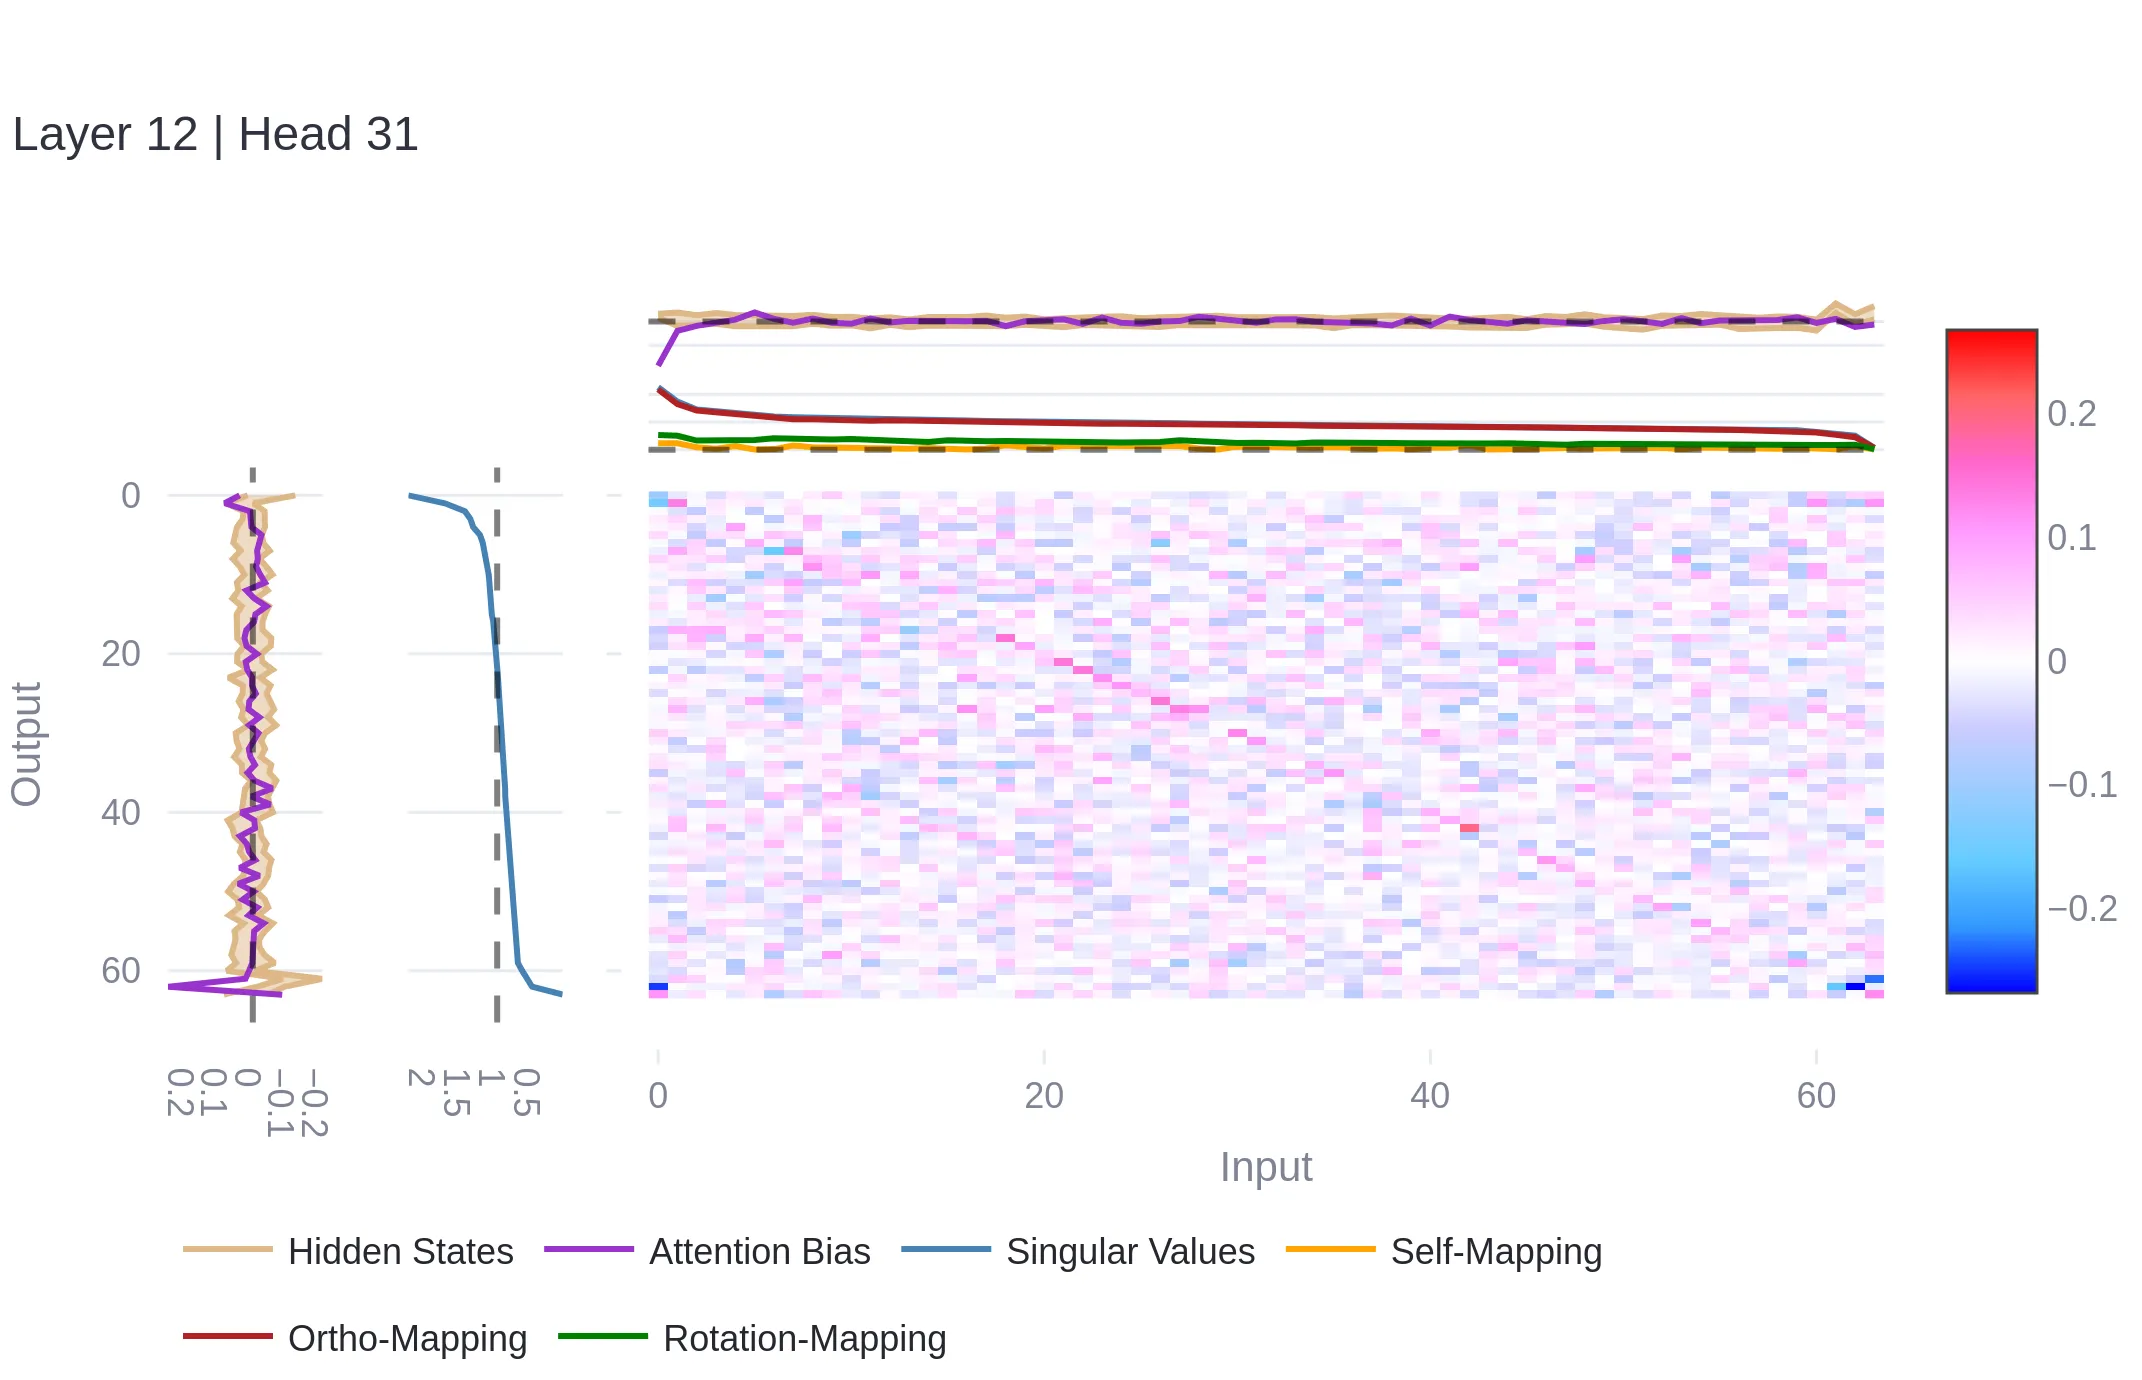 Layer 12 | Head 31
0
20
40
60
Output
0.2
0.1
0
−0.1
−0.2
2
1.5
1
0.5
0
20
40
60
Input
0.2
0.1
0
−0.1
−0.2
Hidden States
Attention Bias
Singular Values
Self-Mapping
Ortho-Mapping
Rotation-Mapping